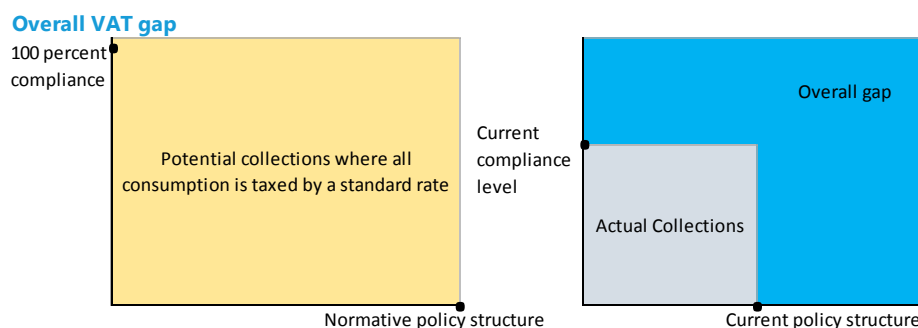 Overall VAT gap
100 percent
compliance
Potential collections where all
consumption is taxed by a standard rate
Normative policy structure
Current
compliance
level
Overall gap
Actual Collections
Current policy structure